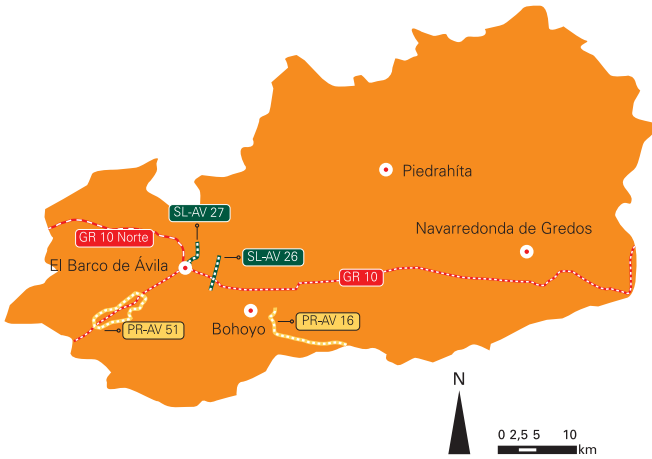 Piedrahíta
SL-AV 27
Navarredonda de Gredos
GR 10 Norte
SL-AV 26
El Barco de Ávila
GR 10
PR-AV 51
Bohoyo
PR-AV 16
N
0 2,5 5 10
km